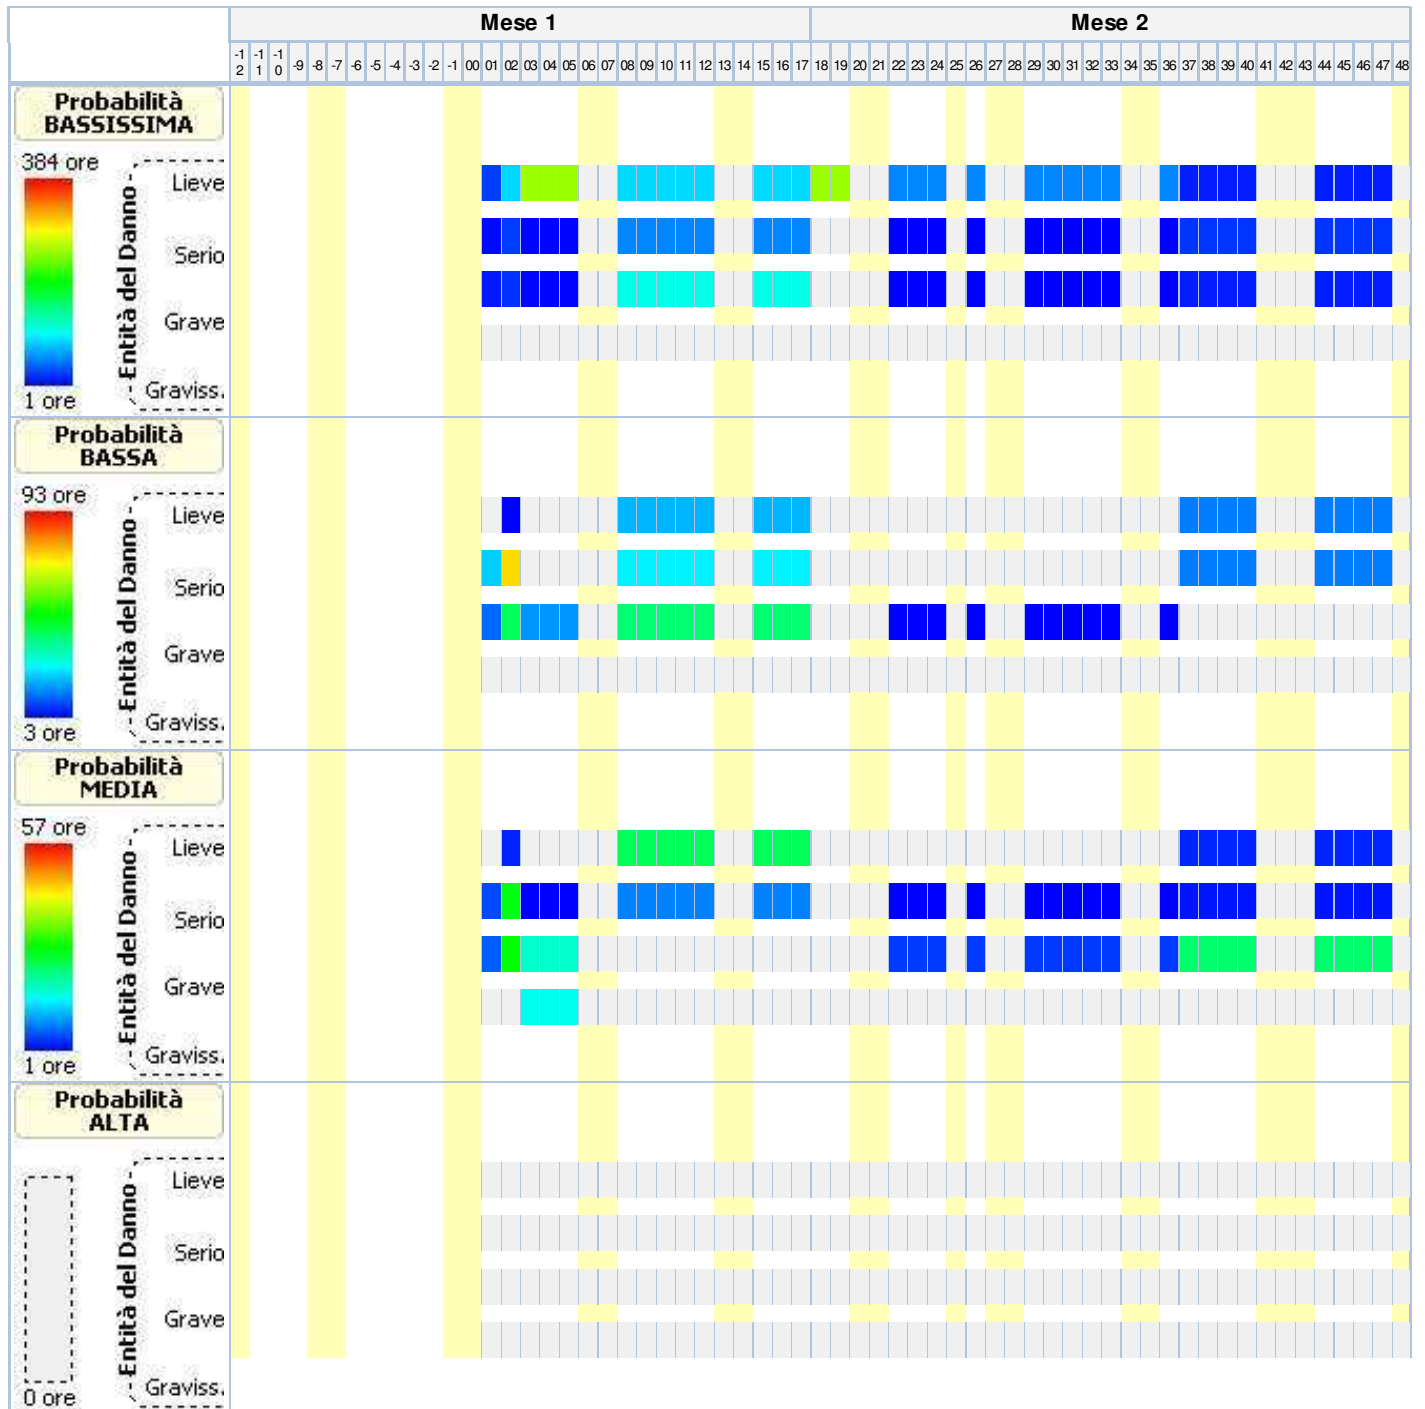 Mese 1 Mese 2
-12 -11 -10 -9 -8 -7 -6 -5 -4 -3 -2 -1 00 01 02 03 04 05 06 07 08 09 10 11 12 13 14 15 16 17 18 19 20 21 22 23 24 25 26 27 28 29 30 31 32 33 34 35 36 37 38 39 40 41 42 43 44 45 46 47 48
Probabilità
BASSISSIMA
384 ore
1 ore
Entità del Danno
Lieve
Serio
Grave
Graviss.
Probabilità
BASSA
93 ore
3 ore
Entità del Danno
Lieve
Serio
Grave
Graviss.
Probabilità
MEDIA
57 ore
1 ore
Entità del Danno
Lieve
Serio
Grave
Graviss.
Probabilità
ALTA
0 ore
Entità del Danno
Lieve
Serio
Grave
Graviss.